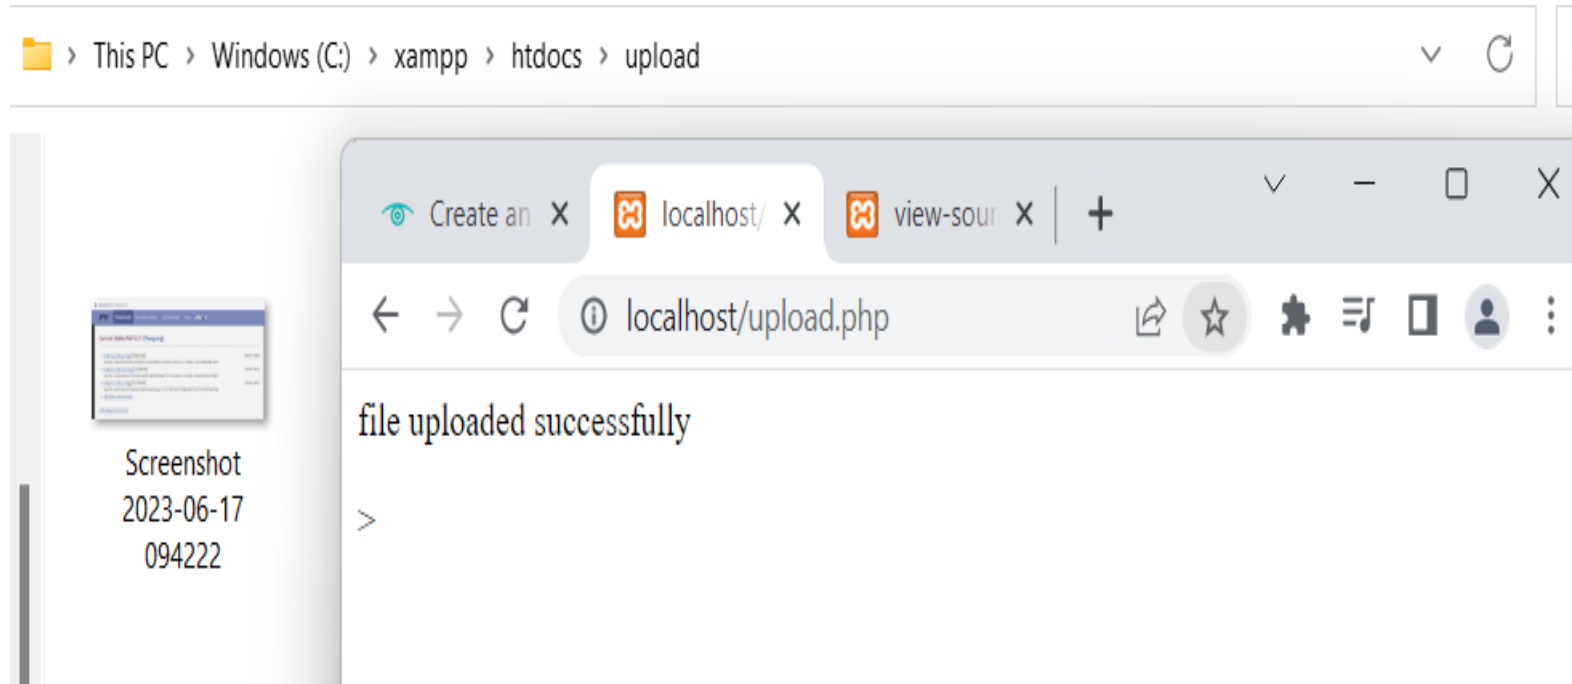 This PC > Windows (C:) > xampp > htdocs > upload
Create an
localhost/
view-sour
localhost/upload.php
file uploaded successfully
>
Screenshot
2023-06-17
094222